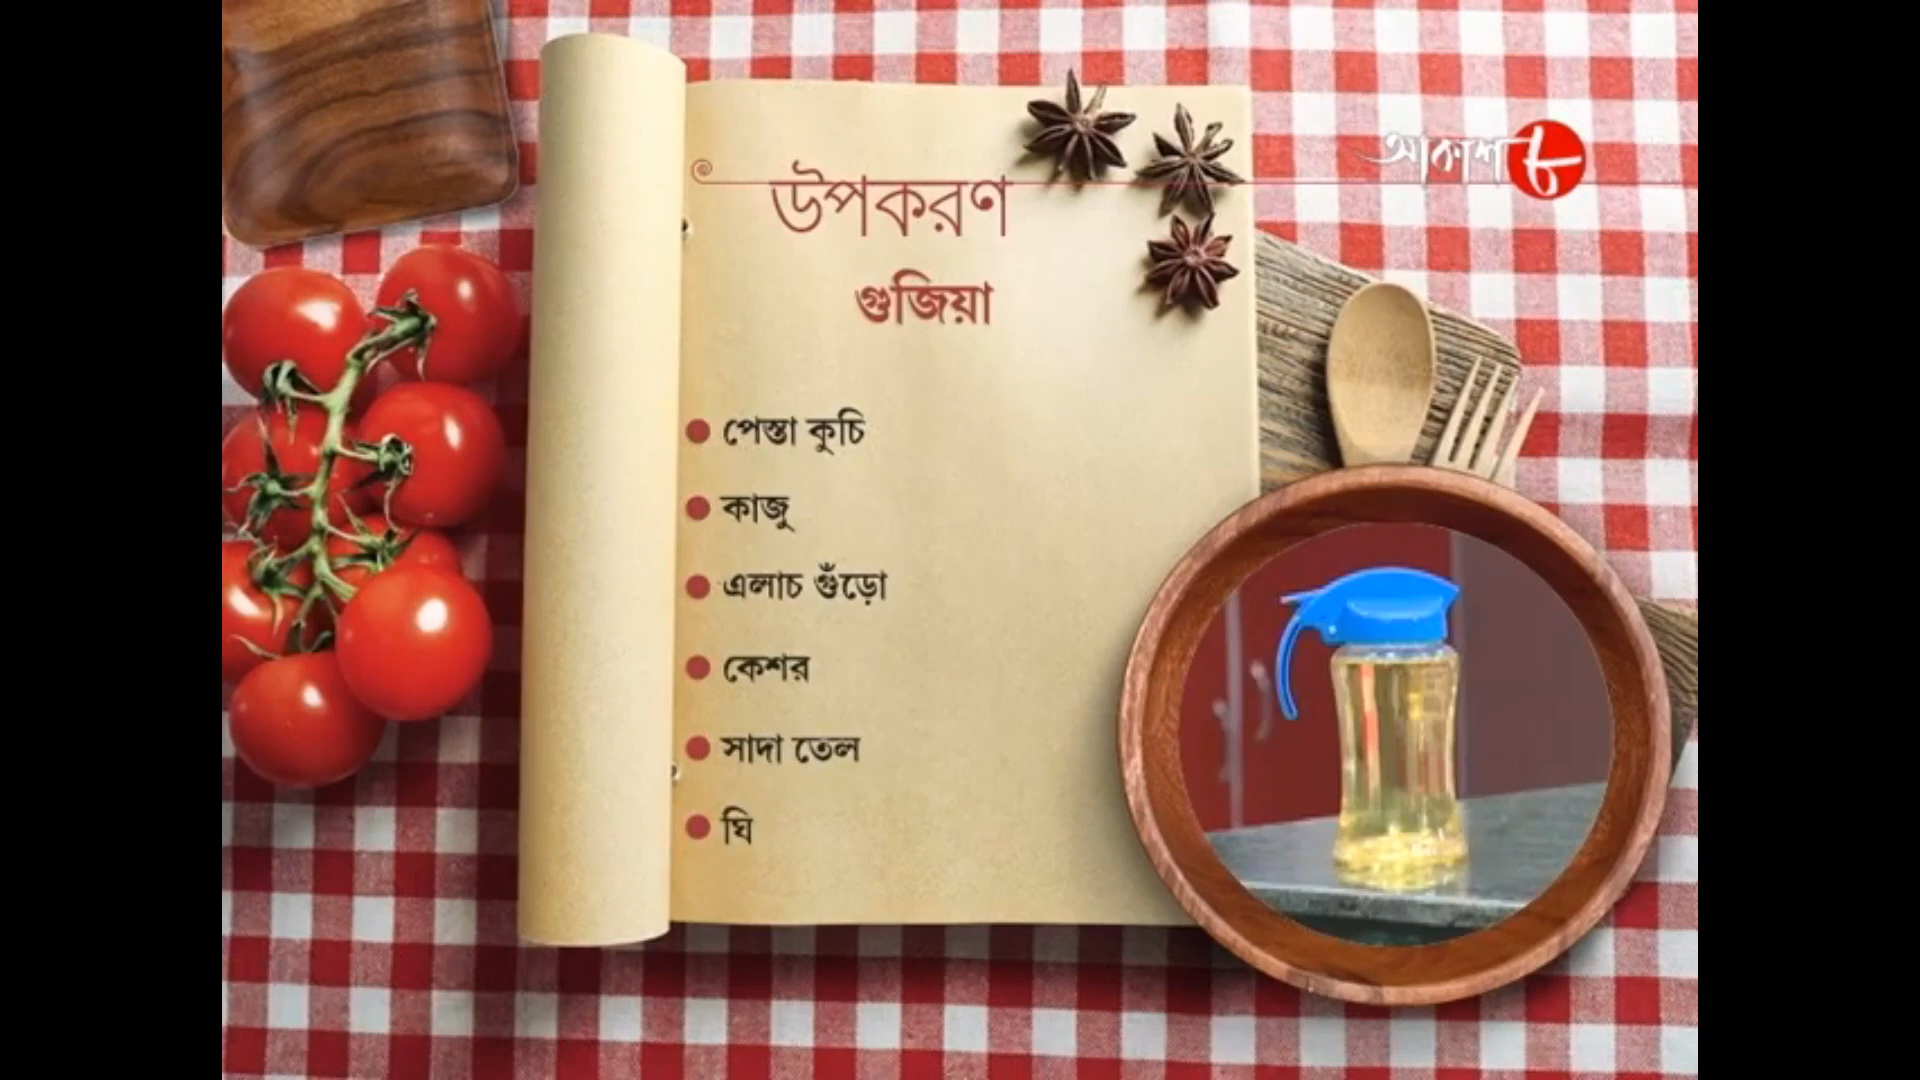 উপকরণ
গুজিয়া
আকাশ ৮
পেস্তা কুচি
কাজু
এলাচ গুঁড়ো
কেশর
সাদা তেল
ঘি